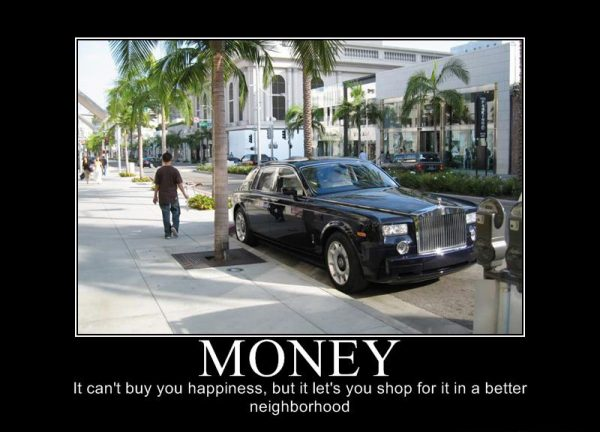 MONEY
It can't buy you happiness, but it let's you shop for it in a better
neighborhood